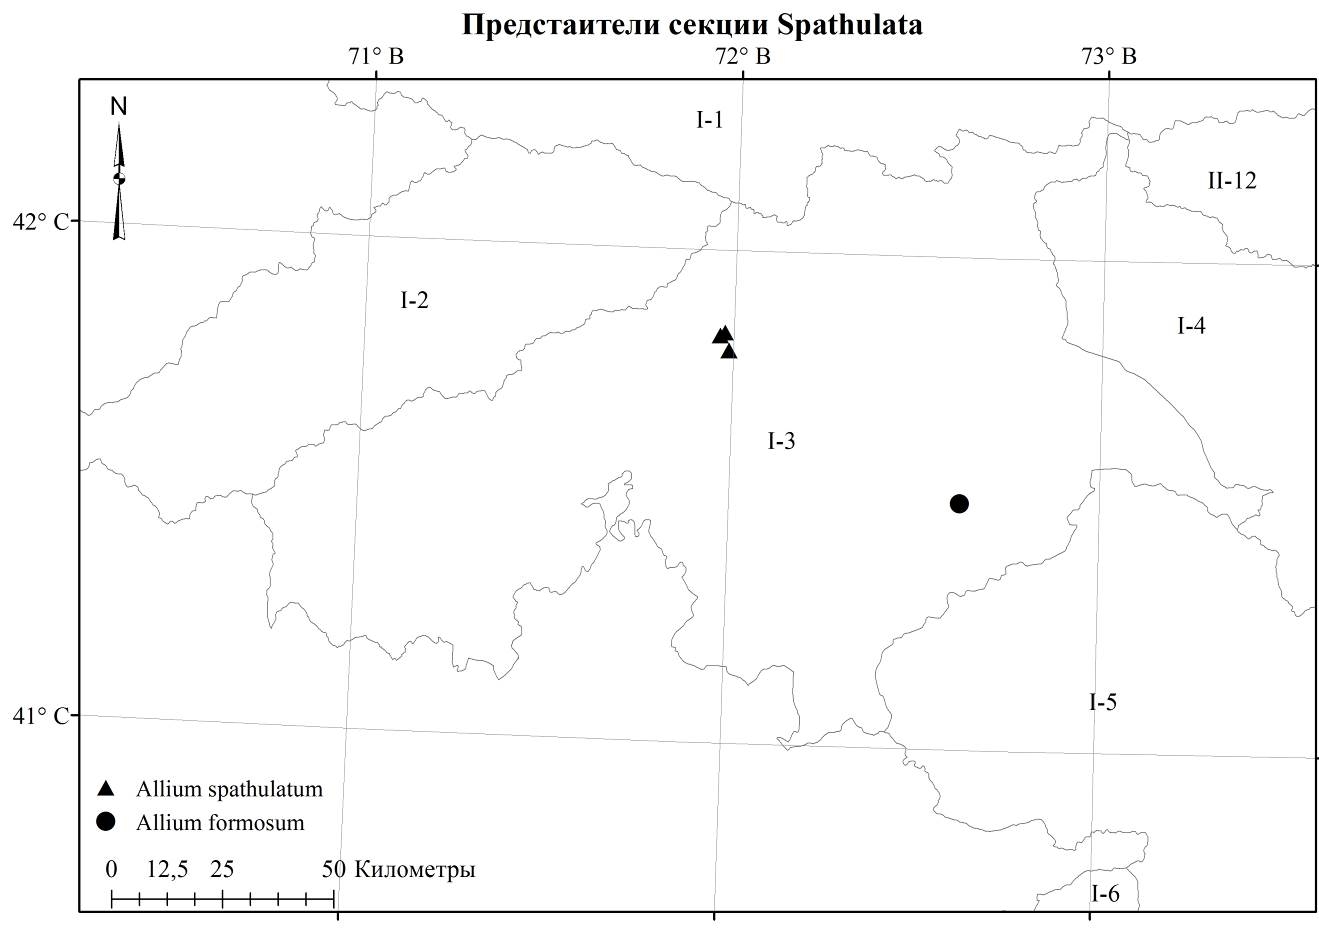 Предстаители секции Spathulata
71° В 72° В 73° В
N
I-1
II-12
42° С
I-2
I-4
I-3
I-5
41° С
Allium spathulatum
Allium formosum
0 12,5 25 50 Километры
I-6